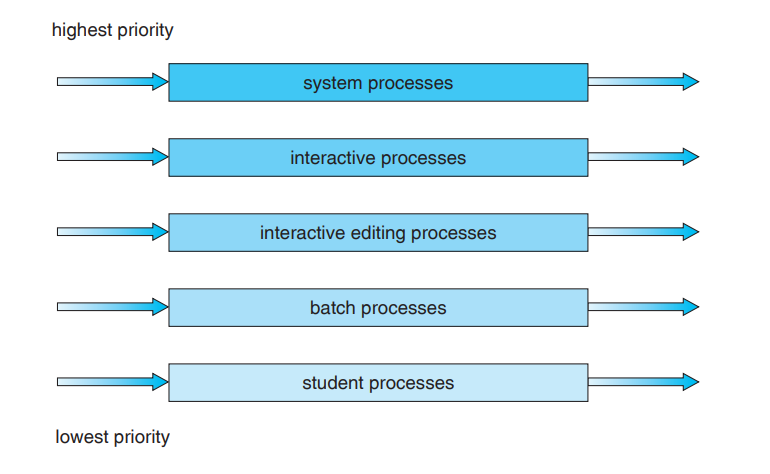 highest priority
system processes
interactive processes
interactive editing processes
batch processes
student processes
lowest priority